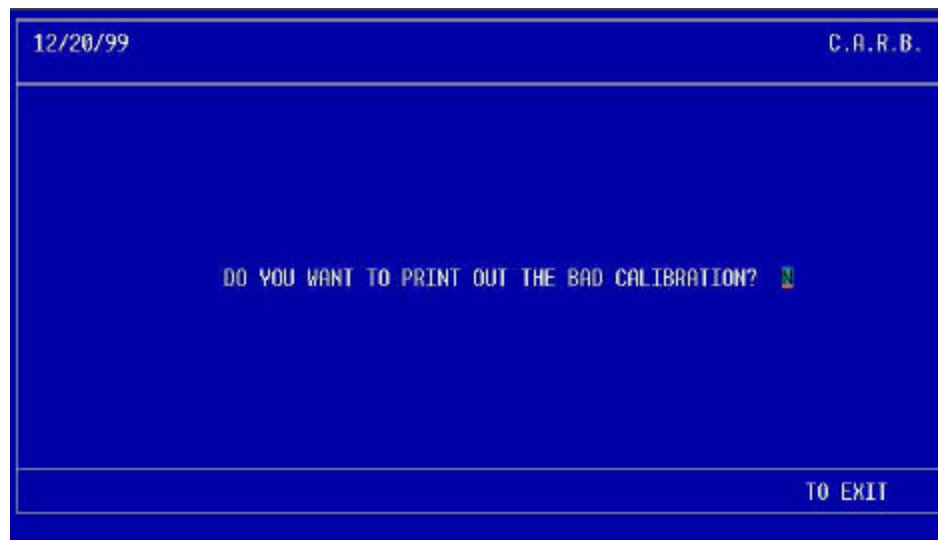 12/20/99 C.A.R.B.
DO YOU WANT TO PRINT OUT THE BAD CALIBRATION? N
TO EXIT